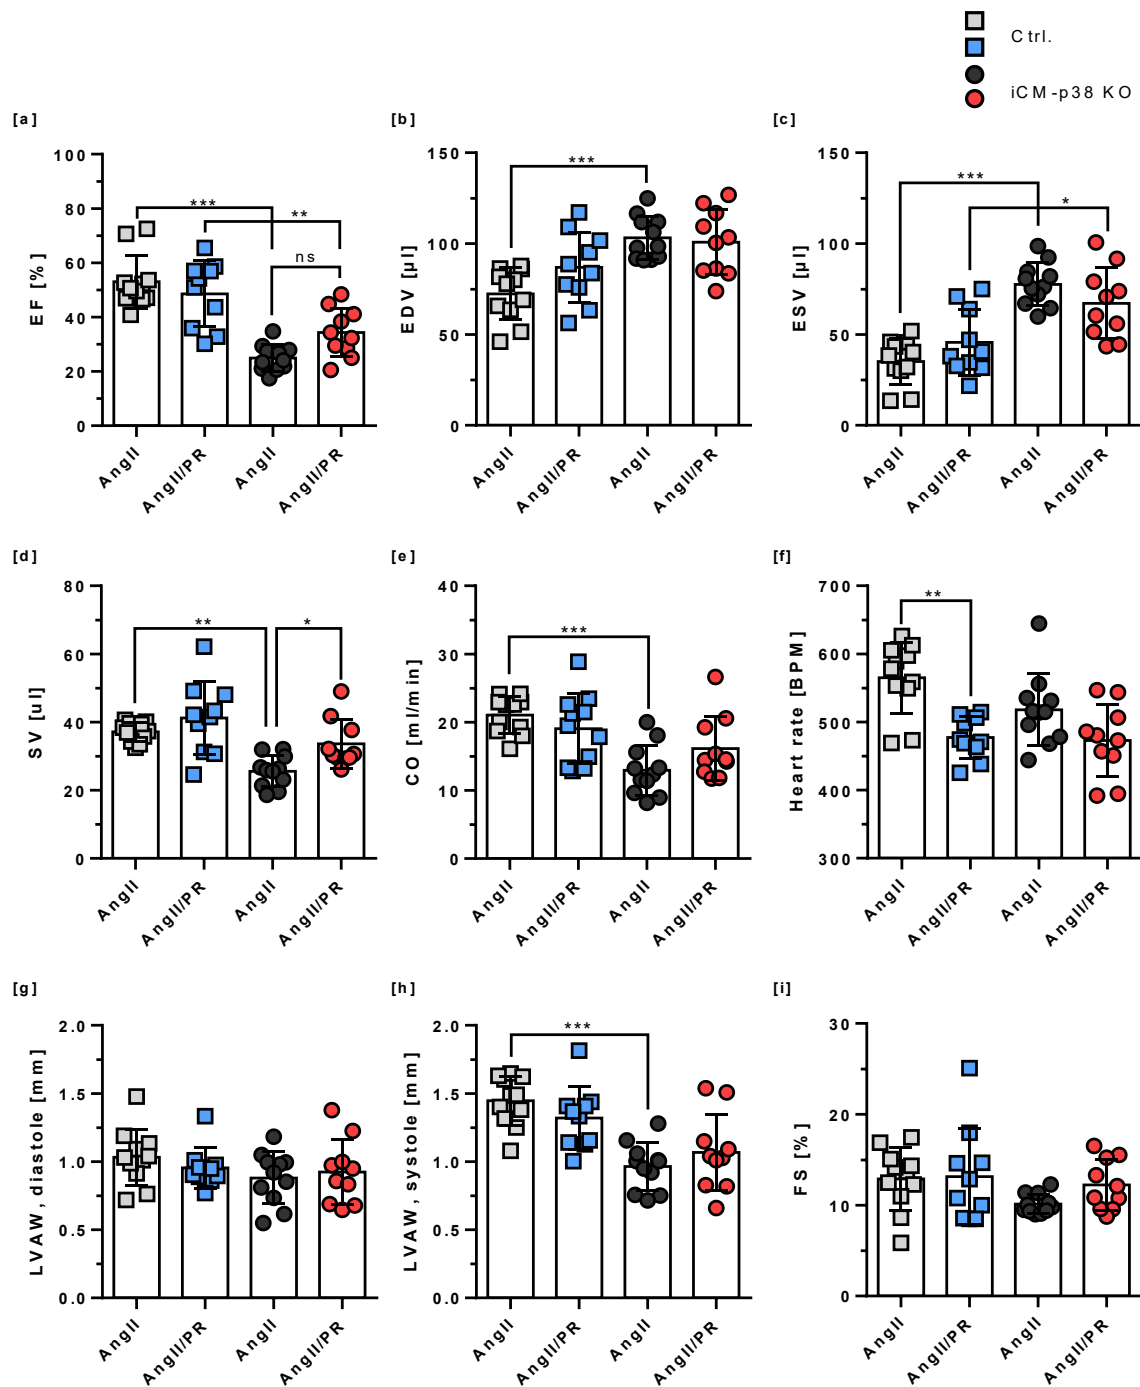 Ctrl.
iCM-p38 KO
[a]
EF [%]
100
80
60
40
20
0
***
**
ns
AngII
AngII/PR
AngII
AngII/PR
[b]
EDV [µl]
150
100
50
0
***
AngII
AngII/PR
AngII
AngII/PR
[c]
ESV [µl]
150
100
50
0
***
*
AngII
AngII/PR
AngII
AngII/PR
[d]
SV [ul]
80
60
40
20
0
**
*
AngII
AngII/PR
AngII
AngII/PR
[e]
CO [ml/min]
40
30
20
10
0
***
AngII
AngII/PR
AngII
AngII/PR
[f]
Heart rate [BPM]
700
600
500
400
300
**
AngII
AngII/PR
AngII
AngII/PR
[g]
LVAW, diastole [mm]
2.0
1.5
1.0
0.5
0.0
AngII
AngII/PR
AngII
AngII/PR
[h]
LVAW, systole [mm]
2.0
1.5
1.0
0.5
0.0
***
AngII
AngII/PR
AngII
AngII/PR
[i]
FS [%]
30
20
10
0
AngII
AngII/PR
AngII
AngII/PR